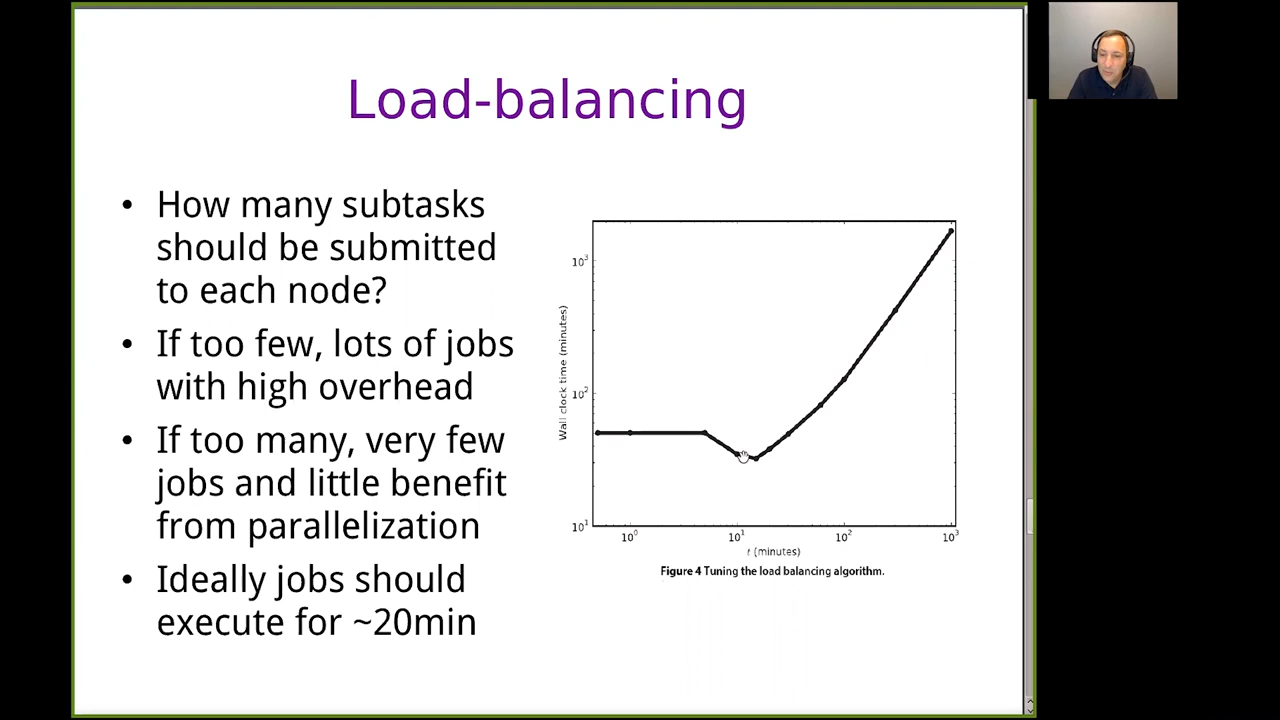 Load-balancing
• How many subtasks
should be submitted
to each node?
• If too few, lots of jobs
with high overhead
• If too many, very few
jobs and little benefit
from parallelization
• Ideally jobs should
execute for ~20min
Wall clock time (minutes)
10³
10²
10¹
10⁰ 10¹ 10² 10³
t (minutes)
Figure 4 Tuning the load balancing algorithm.